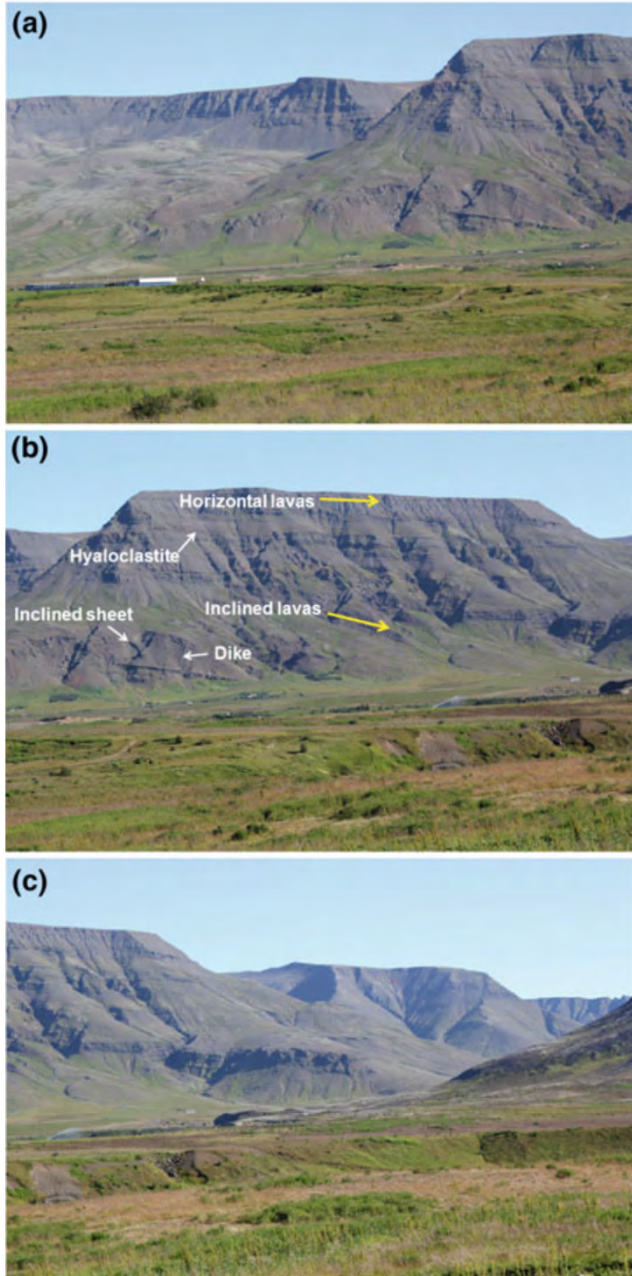 (a)
(b)
Horizontal lavas
Hyaloclastite
Inclined lavas
Inclined sheet
Dike
(c)